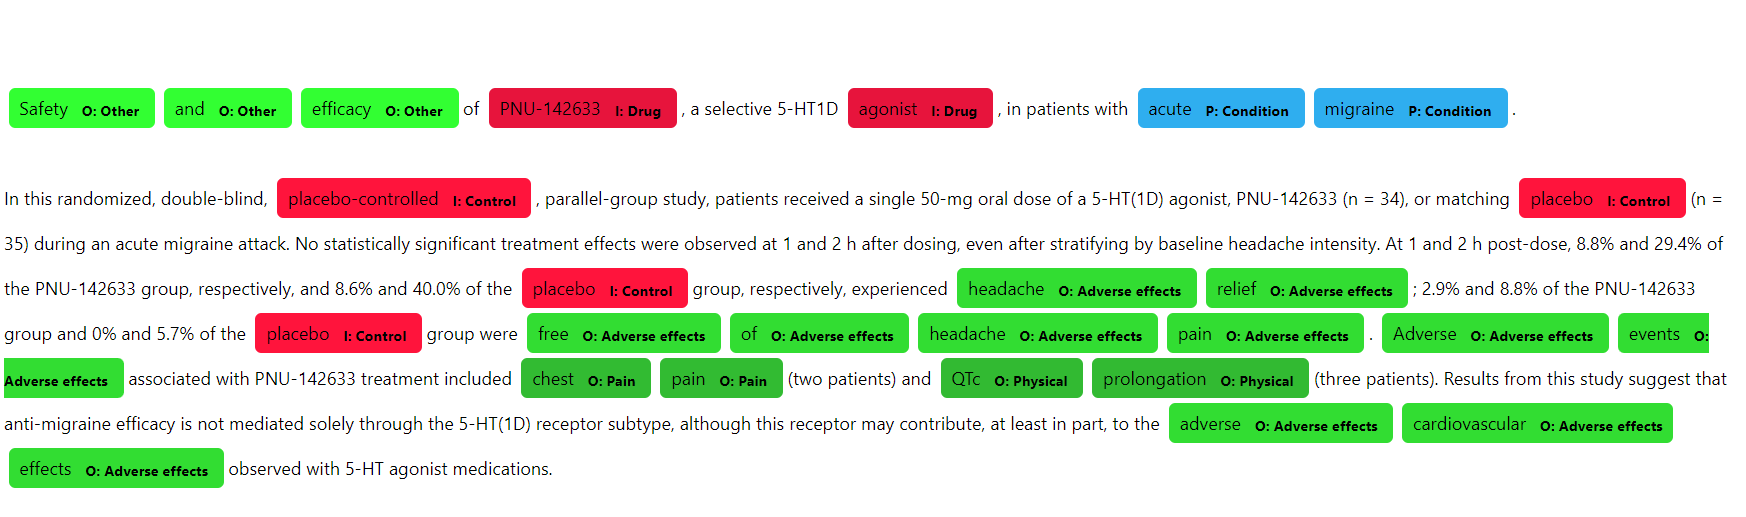 Safety O: Other and O: Other efficacy O: Other of PNU-142633 I: Drug , a selective 5-HT1D agonist I: Drug , in patients with acute P: Condition migraine P: Condition .
In this randomized, double-blind, placebo-controlled I: Control , parallel-group study, patients received a single 50-mg oral dose of a 5-HT(1D) agonist, PNU-142633 (n = 34), or matching placebo I: Control (n =
35) during an acute migraine attack. No statistically significant treatment effects were observed at 1 and 2 h after dosing, even after stratifying by baseline headache intensity. At 1 and 2 h post-dose, 8.8% and 29.4% of
the PNU-142633 group, respectively, and 8.6% and 40.0% of the placebo I: Control group, respectively, experienced headache O: Adverse effects relief O: Adverse effects ; 2.9% and 8.8% of the PNU-142633
group and 0% and 5.7% of the placebo I: Control group were free O: Adverse effects of O: Adverse effects headache O: Adverse effects pain O: Adverse effects . Adverse O: Adverse effects events O:
Adverse effects associated with PNU-142633 treatment included chest O: Pain pain O: Pain (two patients) and QTc O: Physical prolongation O: Physical (three patients). Results from this study suggest that
anti-migraine efficacy is not mediated solely through the 5-HT(1D) receptor subtype, although this receptor may contribute, at least in part, to the adverse O: Adverse effects cardiovascular O: Adverse effects
effects O: Adverse effects observed with 5-HT agonist medications.